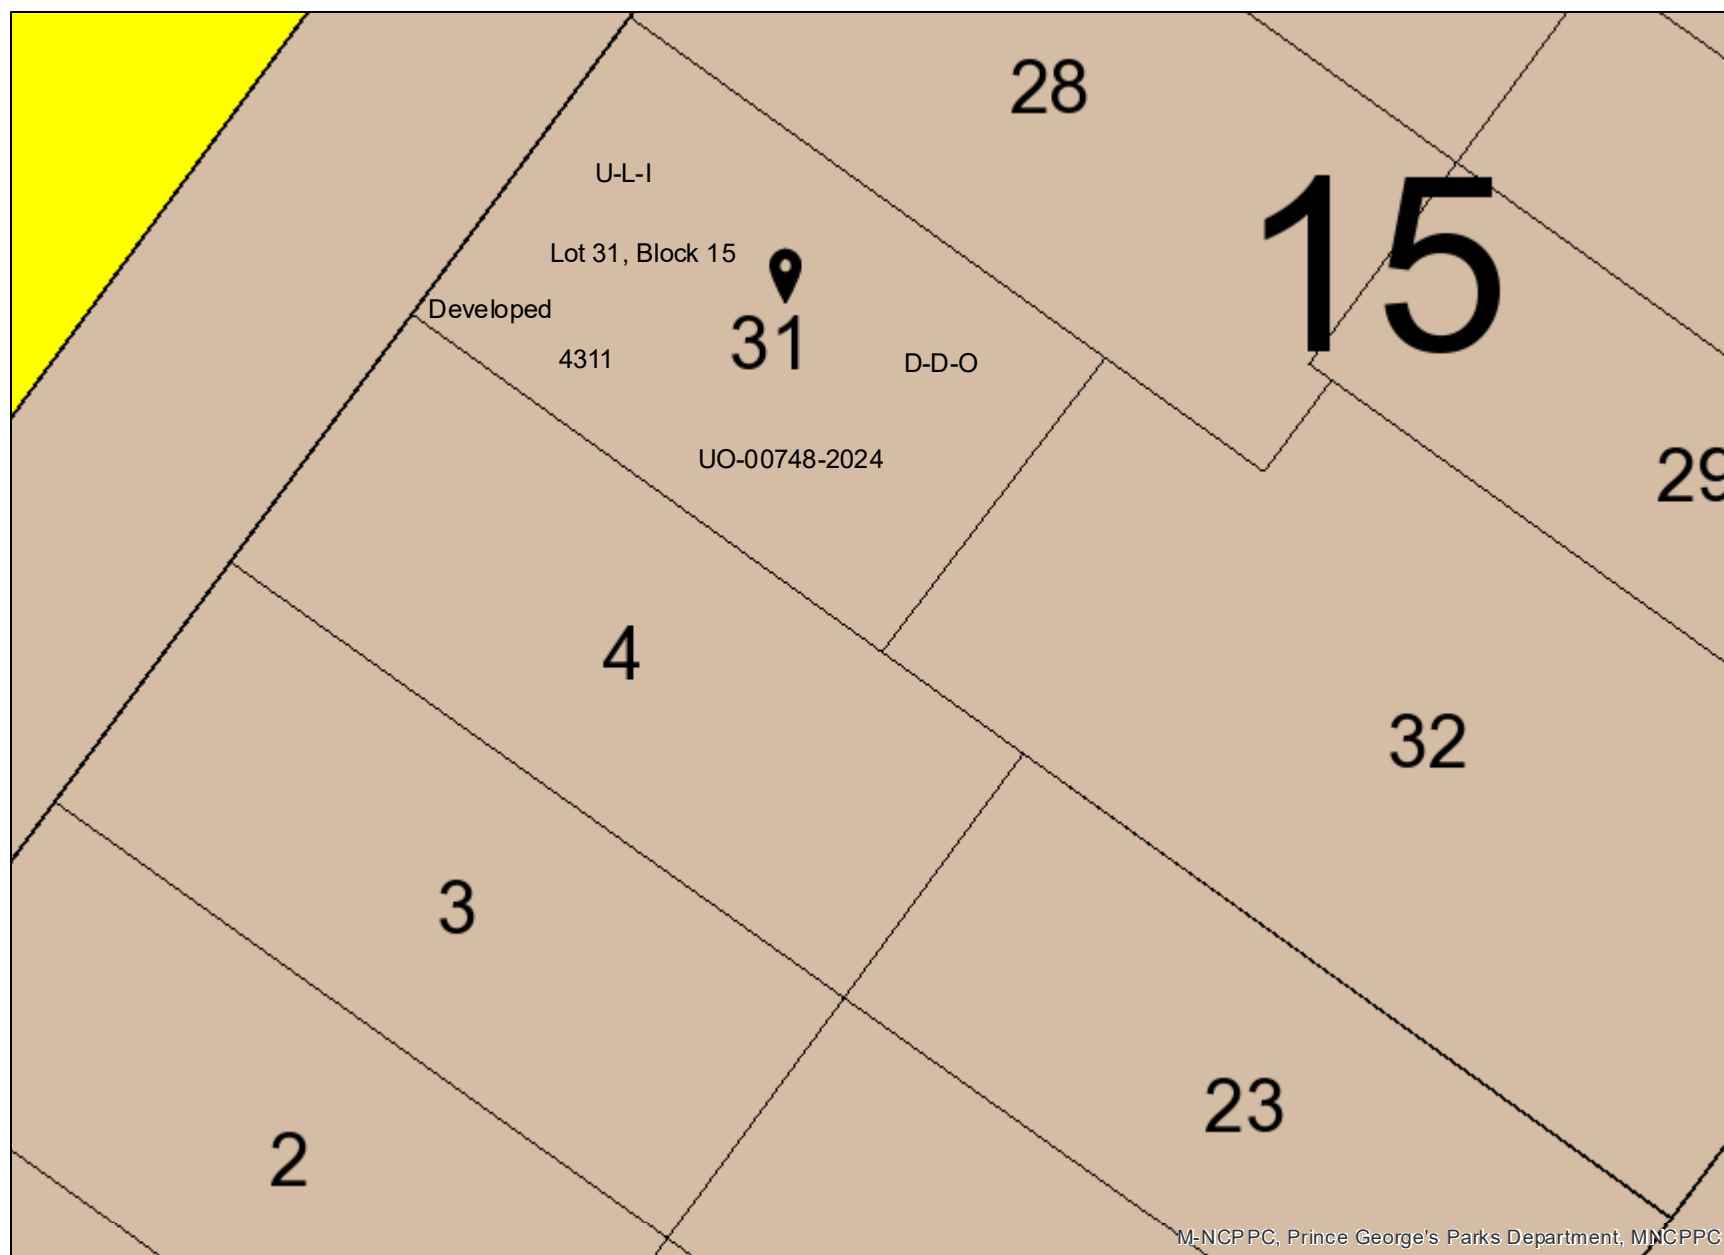 28
15
U-L-I
Lot 31, Block 15
Developed
31
4311
D-D-O
UO-00748-2024
29
4
32
3
23
2
M-NCPPC, Prince George's Parks Department, MNCPPC